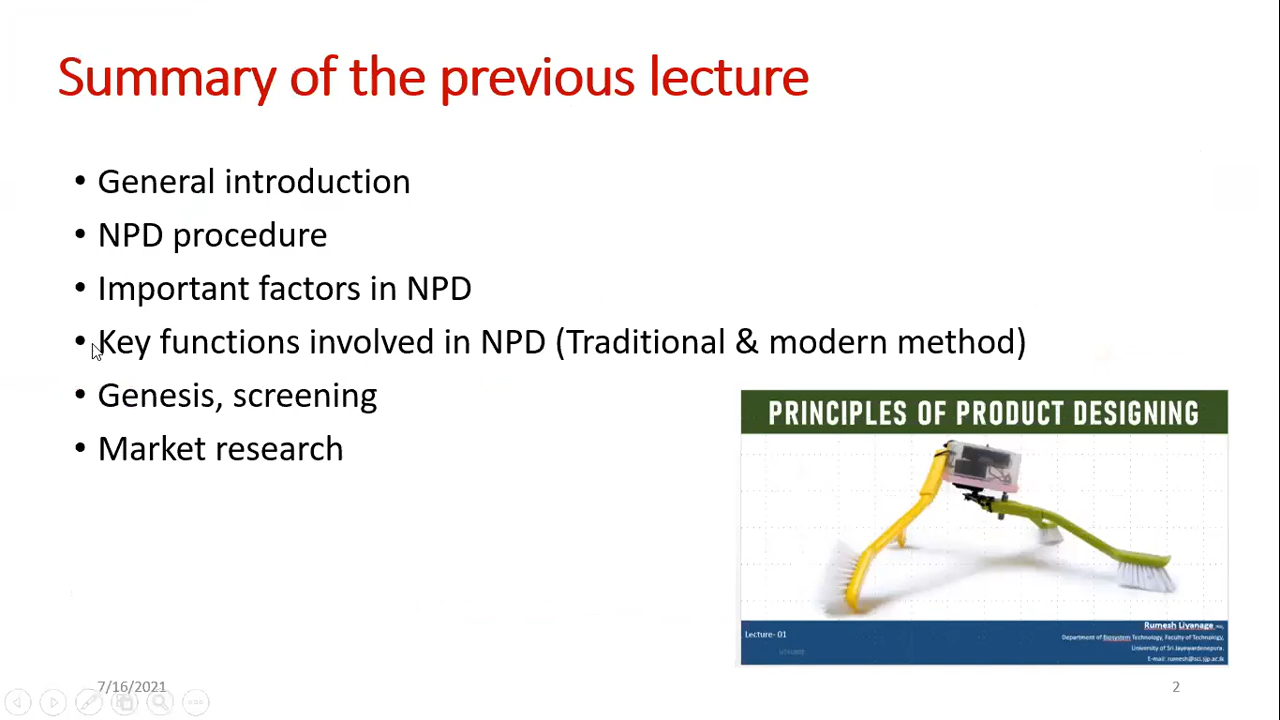 Summary of the previous lecture
• General introduction
• NPD procedure
• Important factors in NPD
• Key functions involved in NPD (Traditional & modern method)
• Genesis, screening
• Market research
PRINCIPLES OF PRODUCT DESIGNING
Lecture- 01
Rumesh Liyanage
Department of Biosystem Technology, Faculty of Technology,
University of Sri Jayewardenepura.
E-mail: rumesh@sci.sjp.ac.lk
7/16/2021
2